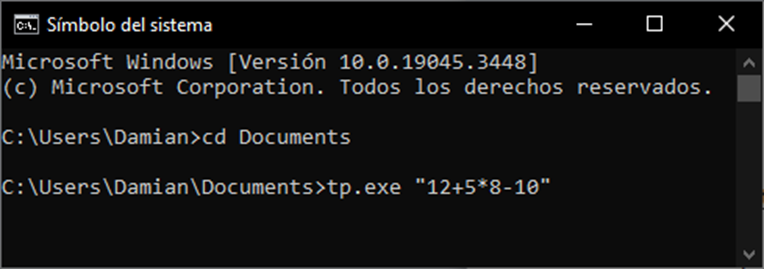 Símbolo del sistema
Microsoft Windows [Versión 10.0.19045.3448]
(c) Microsoft Corporation. Todos los derechos reservados.
C:\Users\Damian>cd Documents
C:\Users\Damian\Documents>tp.exe "12+5*8-10"